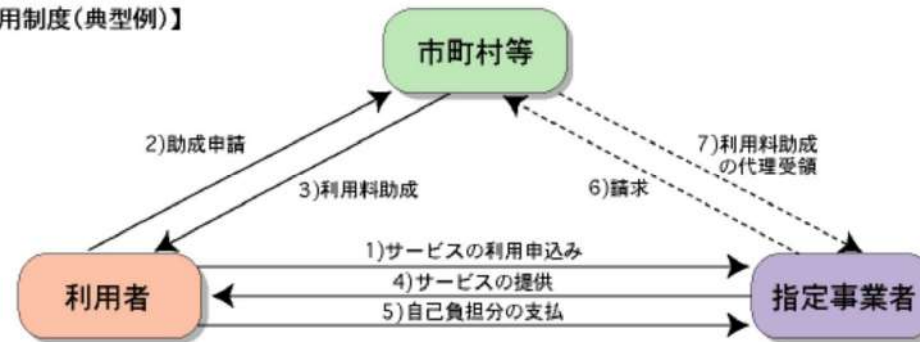 用制度(典型例)】
市町村等
2)助成申請
7)利用料助成
の代理受領
3)利用料助成
6)請求
1)サービスの利用申込み
利用者
4)サービスの提供
指定事業者
5)自己負担分の支払